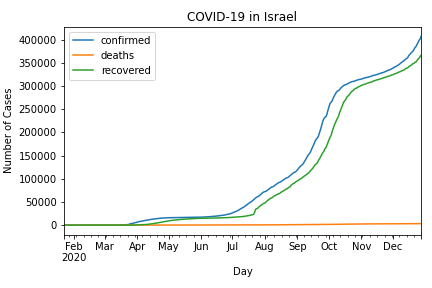 COVID-19 in Israel
confirmed
deaths
recovered
Number of Cases
400000
350000
300000
250000
200000
150000
100000
50000
0
Feb Mar Apr May Jun Jul Aug Sep Oct Nov Dec
2020
Day